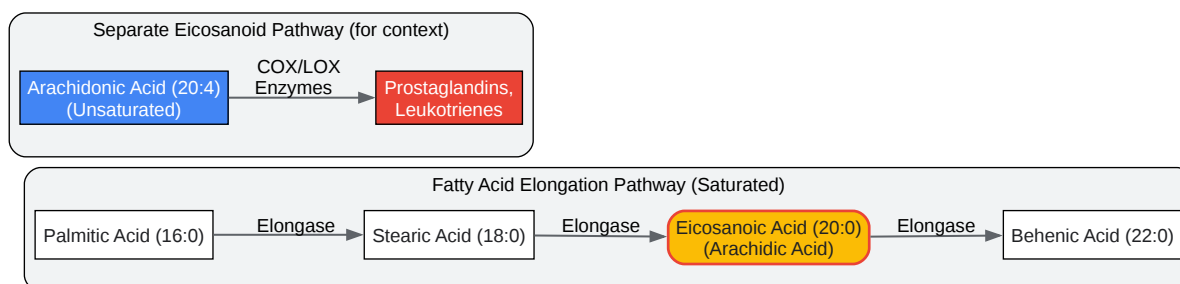 Separate Eicosanoid Pathway (for context)
Arachidonic Acid (20:4)
(Unsaturated)
COX/LOX
Enzymes
Prostaglandins,
Leukotrienes
Fatty Acid Elongation Pathway (Saturated)
Palmitic Acid (16:0)
Elongase
Stearic Acid (18:0)
Elongase
Eicosanoic Acid (20:0)
(Arachidic Acid)
Elongase
Behenic Acid (22:0)